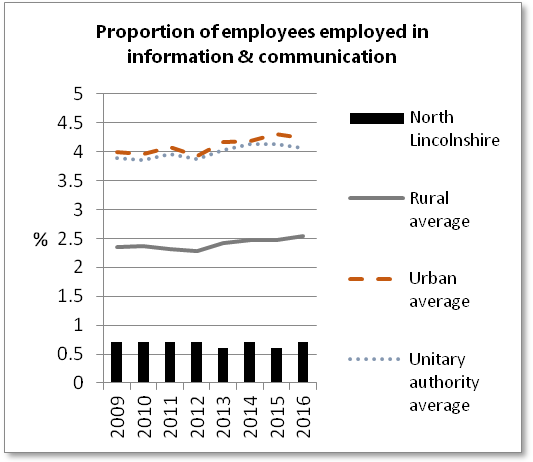 Proportion of employees employed in
information & communication
5
4.5
4
3.5
3
2.5
2
1.5
1
0.5
0
%
2009
2010
2011
2012
2013
2014
2015
2016
North
Lincolnshire
Rural
average
Urban
average
Unitary
authority
average